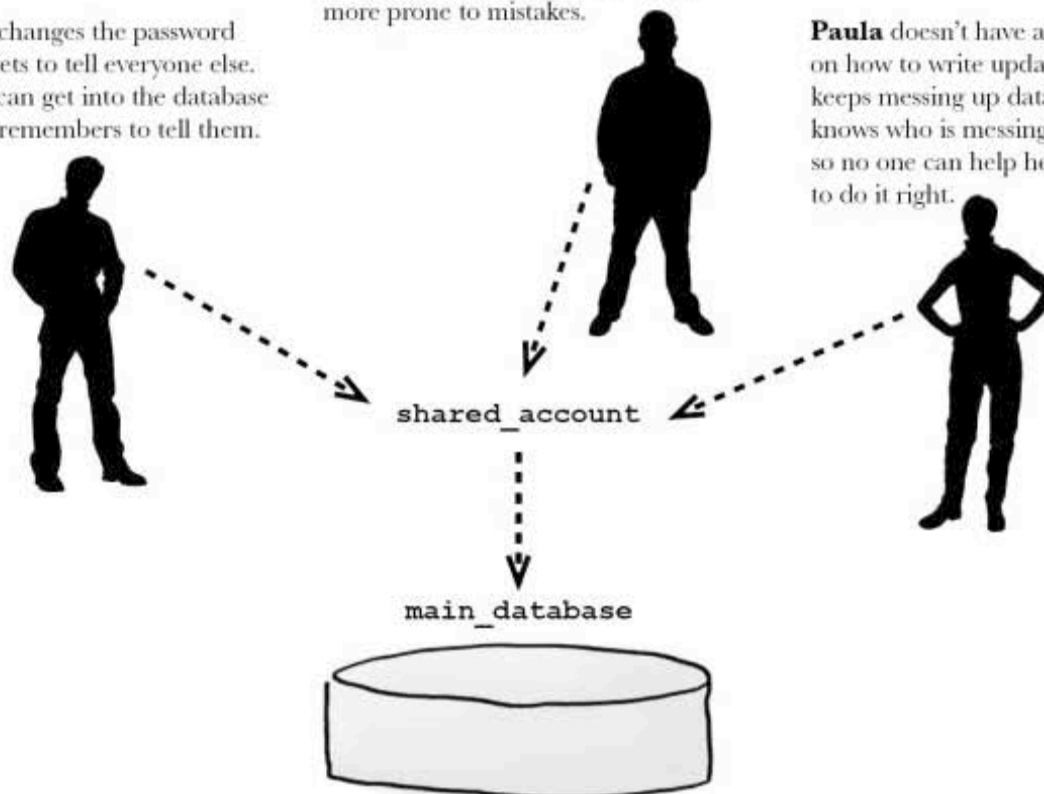 changes the password
ets to tell everyone else.
can get into the database
remembers to tell them.
more prone to mistakes.
Paula doesn't have a
on how to write upda
keeps messing up data
knows who is messing
so no one can help he
to do it right.
shared_account
main_database